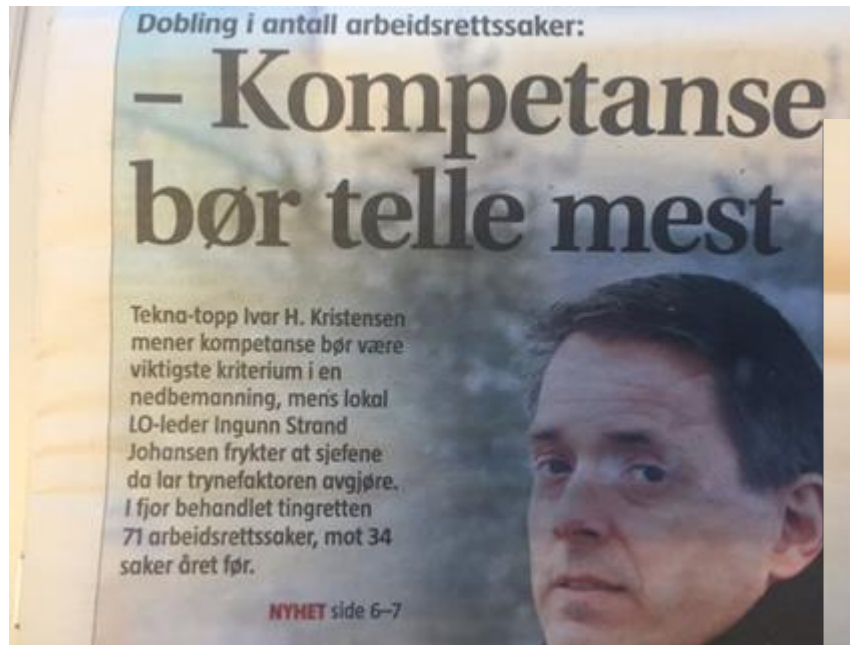 Dobling i antall arbeidsrettssaker:
– Kompetanse
bør telle mest
Tekna-topp Ivar H. Kristensen
mener kompetanse bør være
viktigste kriterium i en
nedbemanning, mens lokal
LO-leder Ingunn Strand
Johansen frykter at sjefene
da lar trynefaktoren avgjøre.
I fjor behandlet tingretten
71 arbeidsrettssaker, mot 34
saker året før.
NYHET side 6–7